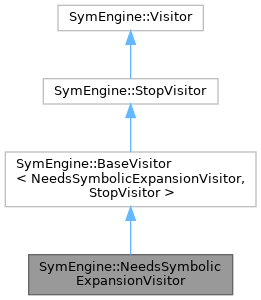 SymEngine::Visitor
SymEngine::StopVisitor
SymEngine::BaseVisitor
< NeedsSymbolicExpansionVisitor,
StopVisitor >
SymEngine::NeedsSymbolic
ExpansionVisitor